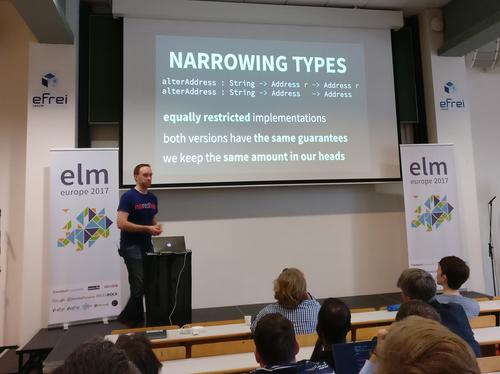 NARROWING TYPES
alterAddress : String -> Address r -> Address r
alterAddress : String -> Address -> Address
equally restricted implementations
both versions have the same guarantees
we keep the same amount in our heads
efrei
efrei
elm
europe 2017
elm
europe 2017